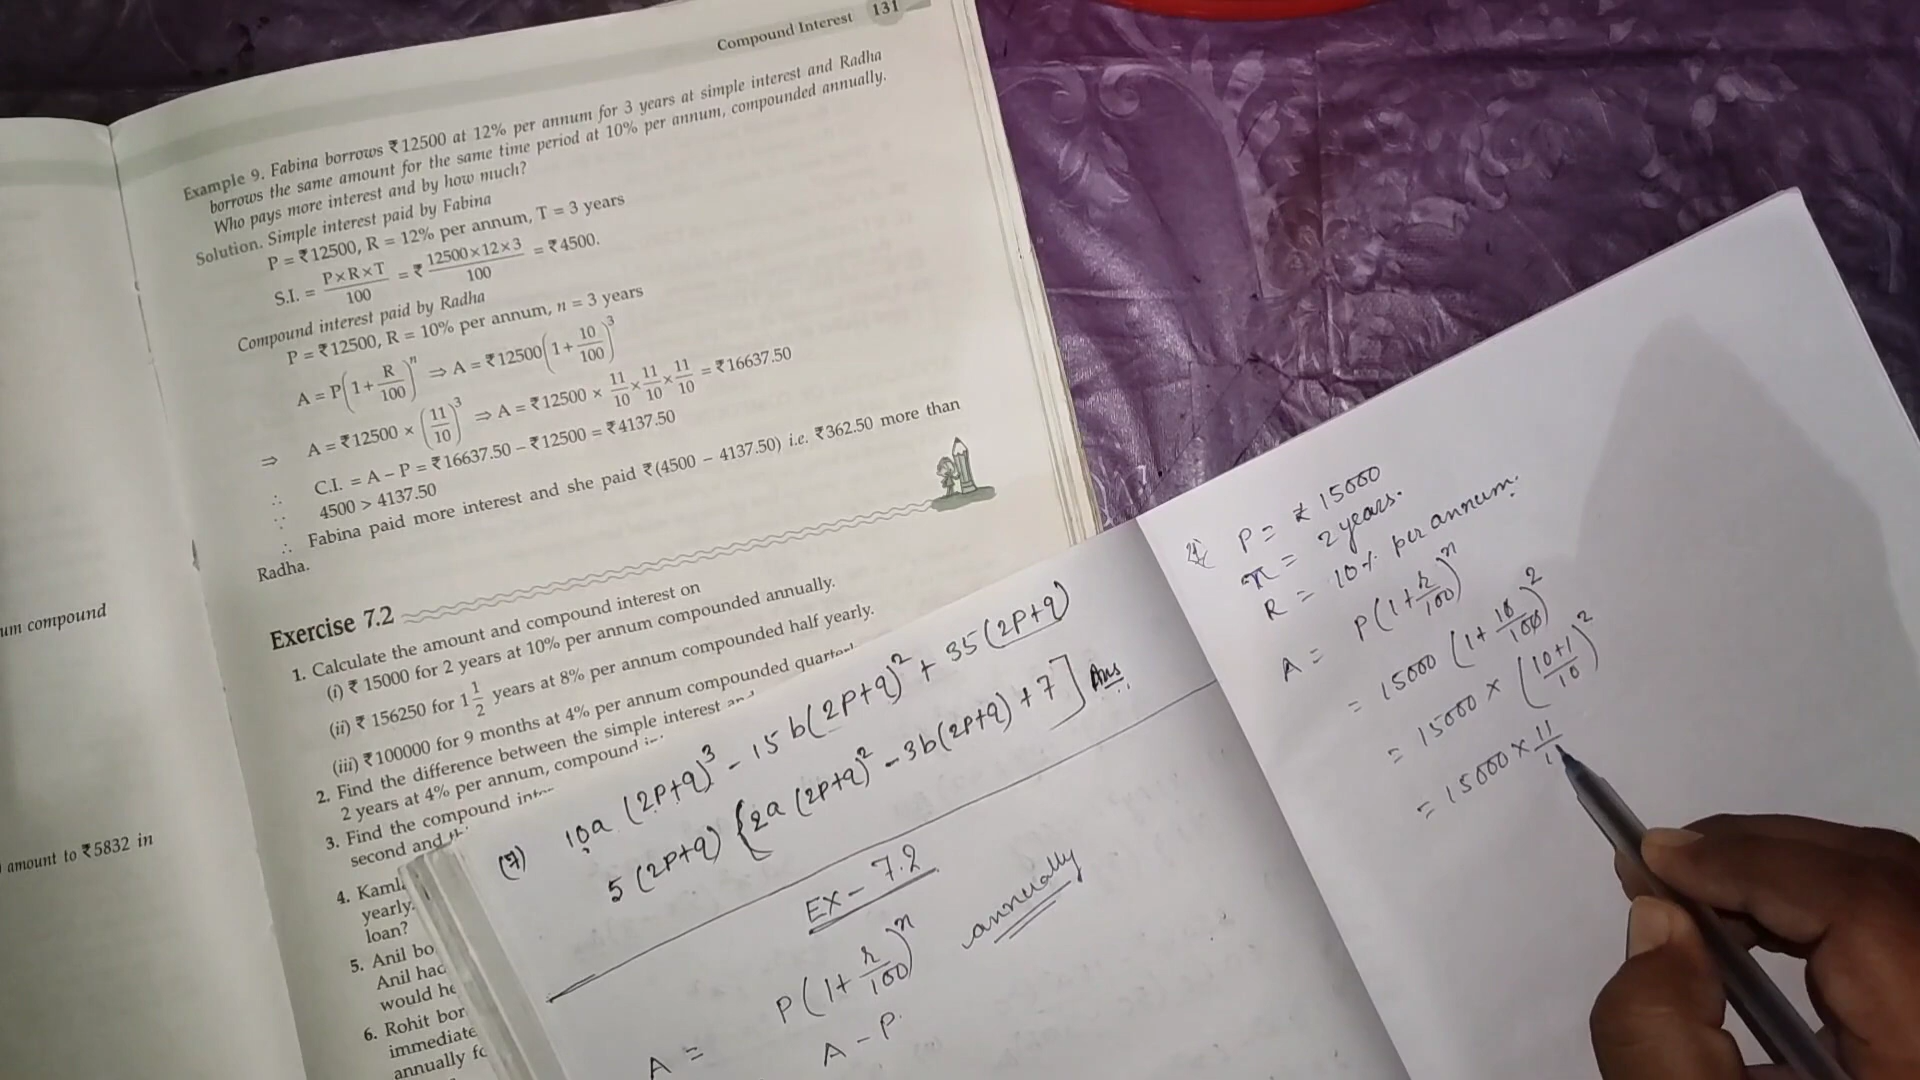 Compound Interest 131
Example 9. Fabina borrows ₹ 12500 at 12% per annum for 3 years at simple interest and Radha
borrows the same amount for the same time period at 10% per annum, compounded annually.
Who pays more interest and by how much?
Solution. Simple interest paid by Fabina
P = ₹ 12500, R = 12% per annum, T = 3 years
S.I. = P×R×T/100 = ₹ 12500×12×3/100 = ₹ 4500.
Compound interest paid by Radha
P = ₹ 12500, R = 10% per annum, n = 3 years
A = P(1 + R/100)^n ⇒ A = ₹ 12500(1 + 10/100)^3
⇒ A = ₹ 12500 × (11/10)^3 ⇒ A = ₹ 12500 × 11/10 × 11/10 × 11/10 = ₹ 16637.50
∴ C.I. = A – P = ₹ 16637.50 – ₹ 12500 = ₹ 4137.50
∵ 4500 > 4137.50
∴ Fabina paid more interest and she paid ₹ (4500 – 4137.50) i.e. ₹ 362.50 more than
Radha.
Exercise 7.2
1. Calculate the amount and compound interest on
(i) ₹ 15000 for 2 years at 10% per annum compounded annually.
(ii) ₹ 156250 for 1 1/2 years at 8% per annum compounded half yearly.
(iii) ₹ 100000 for 9 months at 4% per annum compounded
2. Find the difference between the simple interest
2 years at 4% per annum, compound
3. Find the compound
second and
4.
yearly.
loan?
5. Anil bo
Anil had
would he
6. Rohit bor
immediate
annually fo
um compound
amount to ₹ 5832 in
10a (2p+q)^3 – 15b (2p+q)^2 + 35 (2p+q)
5 (2p+q) {2a (2p+q)^2 – 3b (2p+q) + 7] Ans
EX – 7.2
A = P(1 + r/100)^n annually
A – P.
P = ₹ 15000
n = 2 years.
R = 10% per annum.
A = P(1 + r/100)^n
= 15000 (1 + 10/100)^2
= 15000 × (10+1/10)^2
= 15000 × 11/1